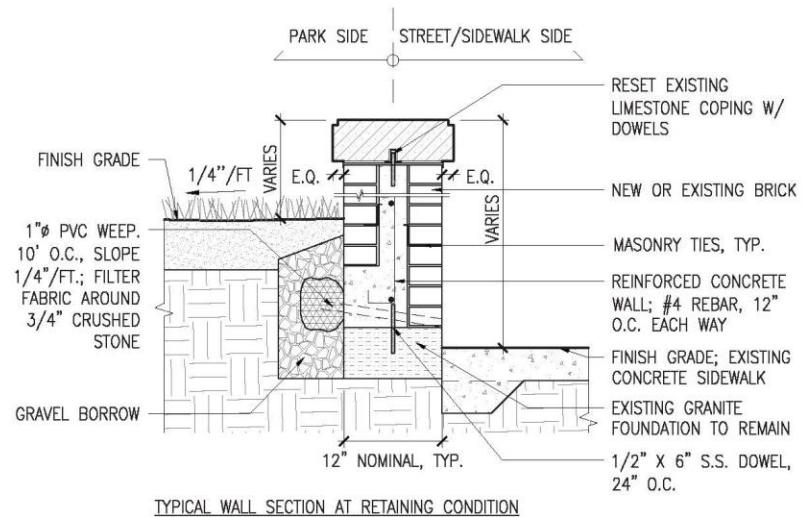 PARK SIDE
STREET/SIDEWALK SIDE
RESET EXISTING
LIMESTONE COPING W/
DOWELS
FINISH GRADE
1/4"/FT
VARIES
E.Q.
E.Q.
VARIES
NEW OR EXISTING BRICK
1"ø PVC WEEP.
10' O.C., SLOPE
1/4"/FT.; FILTER
FABRIC AROUND
3/4" CRUSHED
STONE
MASONRY TIES, TYP.
REINFORCED CONCRETE
WALL; #4 REBAR, 12"
O.C. EACH WAY
FINISH GRADE; EXISTING
CONCRETE SIDEWALK
GRAVEL BORROW
EXISTING GRANITE
FOUNDATION TO REMAIN
12" NOMINAL, TYP.
1/2" X 6" S.S. DOWEL,
24" O.C.
TYPICAL WALL SECTION AT RETAINING CONDITION